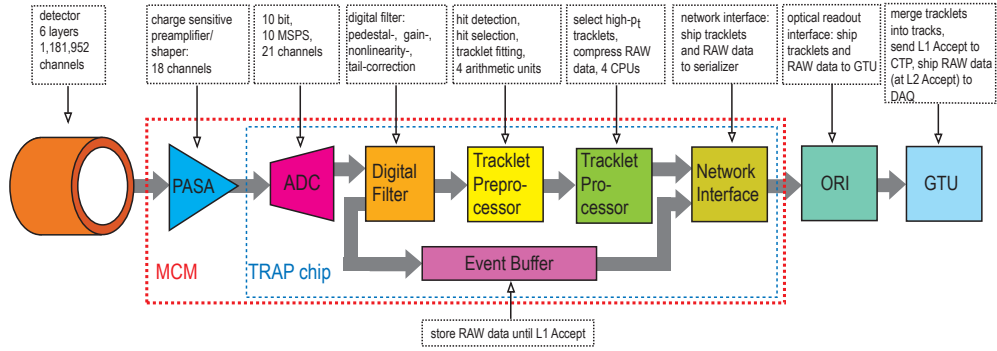 detector
6 layers
1,181,952
channels
charge sensitive
preamplifier/
shaper:
18 channels
10 bit,
10 MSPS,
21 channels
digital filter:
pedestal-, gain-,
nonlinearity-,
tail-correction
hit detection,
hit selection,
tracklet fitting,
4 arithmetic units
select high-pt
tracklets,
compress RAW
data, 4 CPUs
network interface:
ship tracklets
and RAW data
to serializer
optical readout
interface: ship
tracklets and
RAW data to GTU
merge tracklets
into tracks,
send L1 Accept to
CTP, ship RAW data
(at L2 Accept) to
DAQ
PASA
ADC
Digital
Filter
Tracklet
Prepro-
cessor
Tracklet
Pro-
cessor
Network
Interface
ORI
GTU
Event Buffer
MCM
TRAP chip
store RAW data until L1 Accept